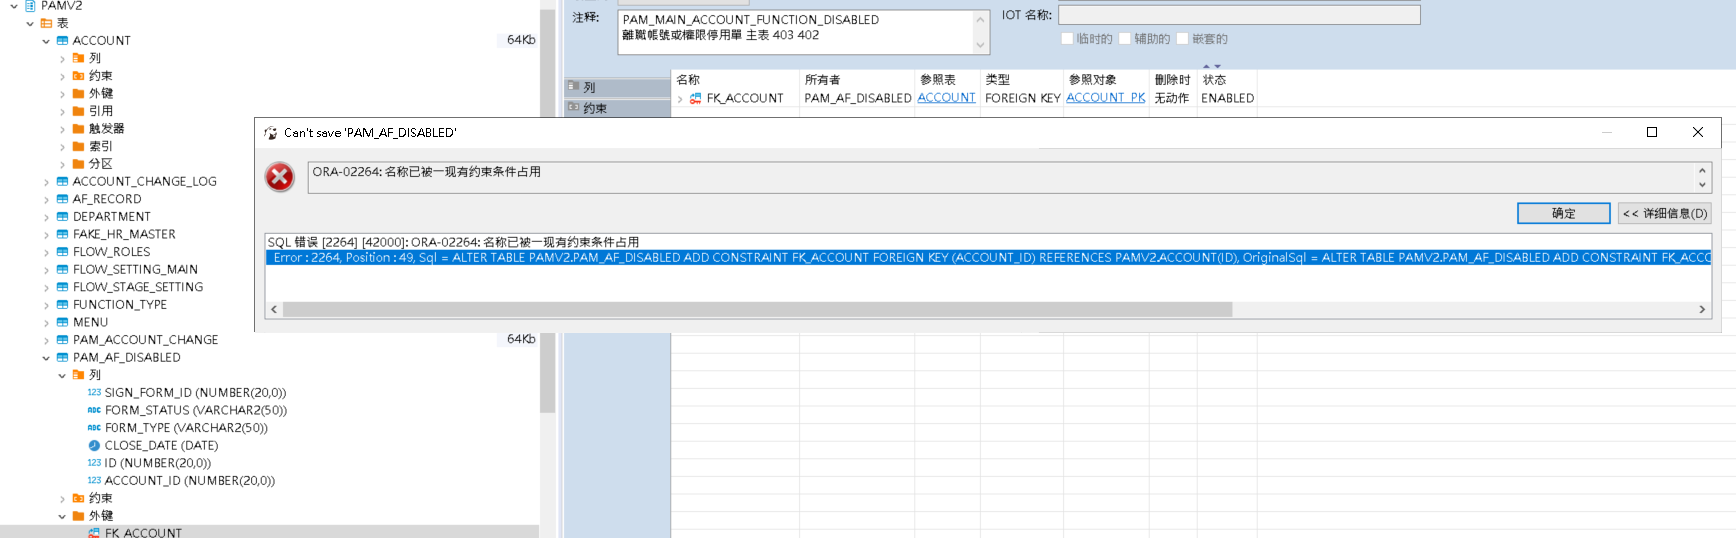 PAMV2
表
ACCOUNT
64Kb
列
约束
外键
引用
触发器
索引
分区
ACCOUNT_CHANGE_LOG
AF_RECORD
DEPARTMENT
FAKE_HR_MASTER
FLOW_ROLES
FLOW_SETTING_MAIN
FLOW_STAGE_SETTING
FUNCTION_TYPE
MENU
PAM_ACCOUNT_CHANGE
64Kb
PAM_AF_DISABLED
列
123 SIGN_FORM_ID (NUMBER(20,0))
ABC FORM_STATUS (VARCHAR2(50))
ABC FORM_TYPE (VARCHAR2(50))
CLOSE_DATE (DATE)
123 ID (NUMBER(20,0))
123 ACCOUNT_ID (NUMBER(20,0))
约束
外键
FK_ACCOUNT
注释:
PAM_MAIN_ACCOUNT_FUNCTION_DISABLED
離職帳號或權限停用單 主表 403 402
IOT 名称:
临时的 辅助的 嵌套的
列
约束
名称 所有者 参照表 类型 参照对象 删除时 状态
FK_ACCOUNT PAM_AF_DISABLED ACCOUNT FOREIGN KEY ACCOUNT_PK 无动作 ENABLED
Can't save 'PAM_AF_DISABLED'
ORA-02264: 名称已被一现有约束条件占用
确定
<< 详细信息(D)
SQL 错误 [2264] [42000]: ORA-02264: 名称已被一现有约束条件占用
Error : 2264, Position : 49, Sql = ALTER TABLE PAMV2.PAM_AF_DISABLED ADD CONSTRAINT FK_ACCOUNT FOREIGN KEY (ACCOUNT_ID) REFERENCES PAMV2.ACCOUNT(ID), OriginalSql = ALTER TABLE PAMV2.PAM_AF_DISABLED ADD CONSTRAINT FK_ACCC